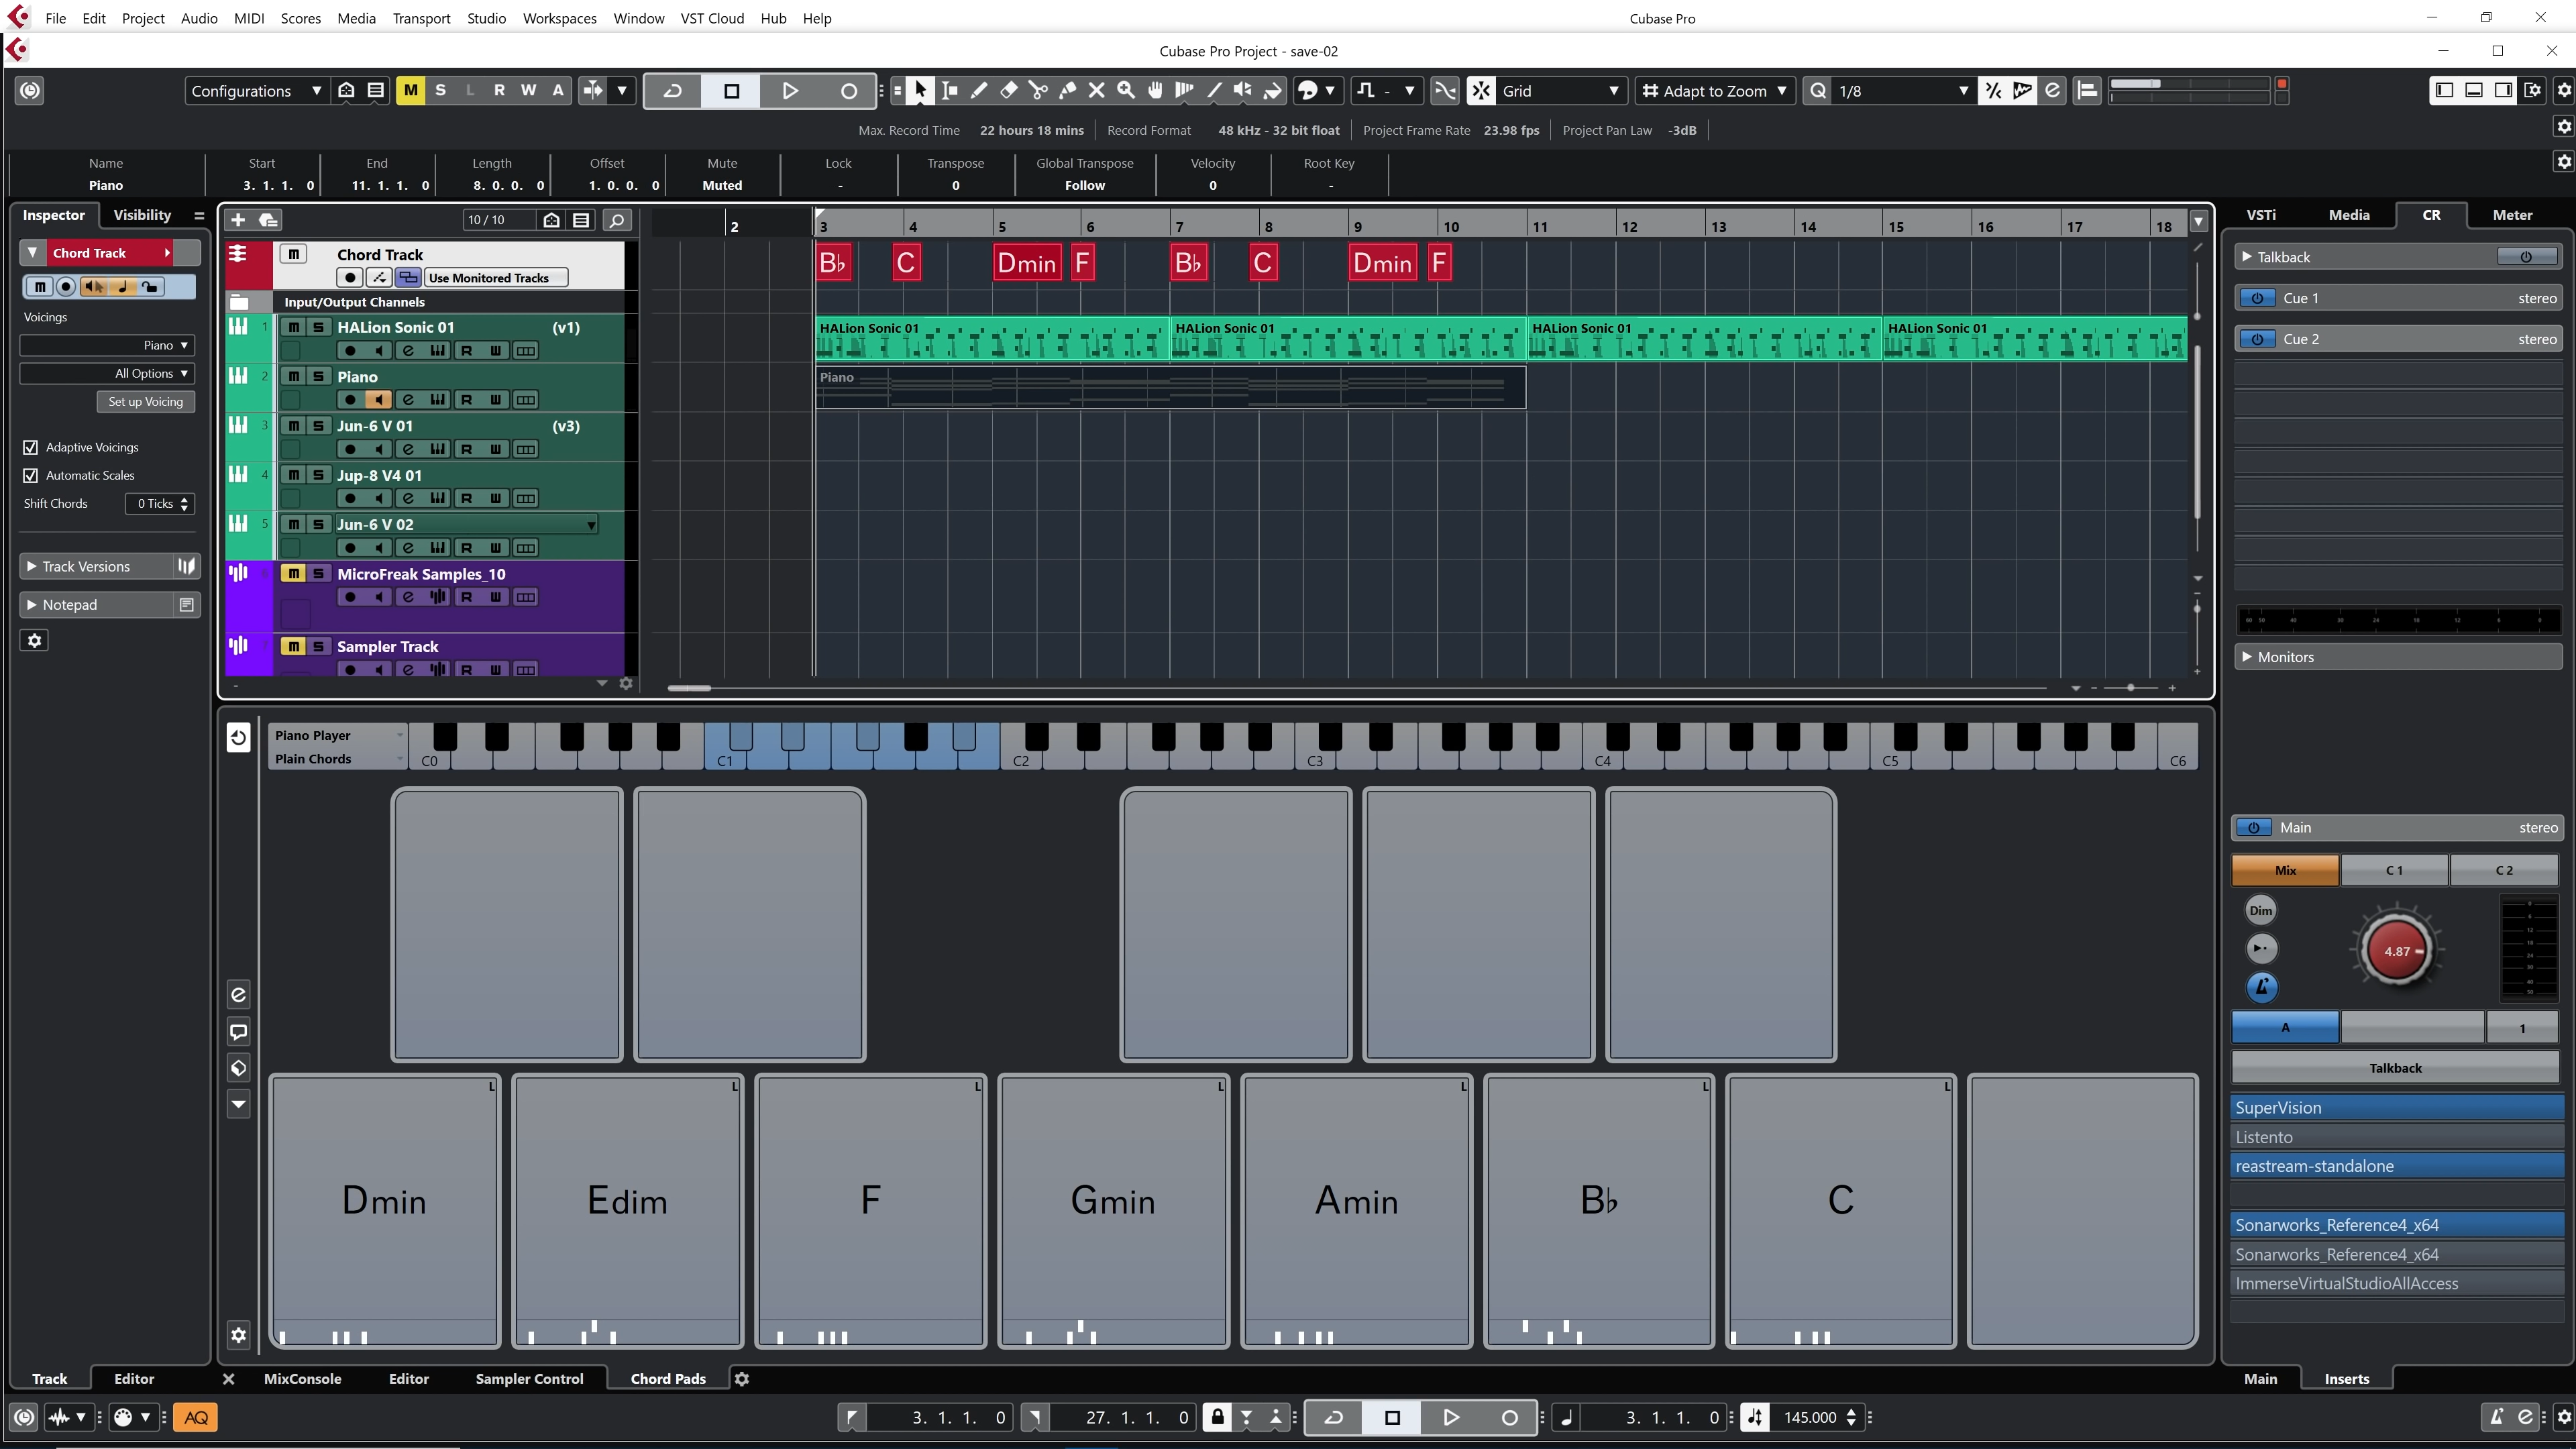 File Edit Project Audio MIDI Scores Media Transport Studio Workspaces Window VST Cloud Hub Help Cubase Pro
Cubase Pro Project - save-02
Configurations M S L R W A - Grid Adapt to Zoom Q 1/8
Max. Record Time 22 hours 18 mins Record Format 48 kHz - 32 bit float Project Frame Rate 23.98 fps Project Pan Law -3dB
Name Start End Length Offset Mute Lock Transpose Global Transpose Velocity Root Key
Piano 3. 1. 1. 0 11. 1. 1. 0 8. 0. 0. 0 1. 0. 0. 0 Muted - 0 Follow 0 -
Inspector Visibility 10 / 10 2 3 4 5 6 7 8 9 10 11 12 13 14 15 16 17 18 VSTi Media CR Meter
Chord Track
m
Voicings
Piano
All Options
Set up Voicing
Adaptive Voicings
Automatic Scales
Shift Chords 0 Ticks
Track Versions
Notepad
m Chord Track B♭ C Dmin F B♭ C Dmin F
Use Monitored Tracks
Input/Output Channels
1 m S HALion Sonic 01 (v1) HALion Sonic 01 HALion Sonic 01 HALion Sonic 01 HALion Sonic 01
e R W
2 m S Piano Piano
e R W
3 m S Jun-6 V 01 (v3)
e R W
4 m S Jup-8 V4 01
e R W
5 m S Jun-6 V 02
e R W
m S MicroFreak Samples_10
e R W
m S Sampler Track
e R W
Talkback
Cue 1 stereo
Cue 2 stereo
Monitors
Piano Player
Plain Chords C0 C1 C2 C3 C4 C5 C6
Main stereo
Mix C 1 C 2
Dim
4.87
A 1
Talkback
SuperVision
Listento
reastream-standalone
Sonarworks_Reference4_x64
Sonarworks_Reference4_x64
ImmerseVirtualStudioAllAccess
L L L L L L L
Dmin Edim F Gmin Amin B♭ C
Track Editor MixConsole Editor Sampler Control Chord Pads Main Inserts
AQ 3. 1. 1. 0 27. 1. 1. 0 3. 1. 1. 0 145.000